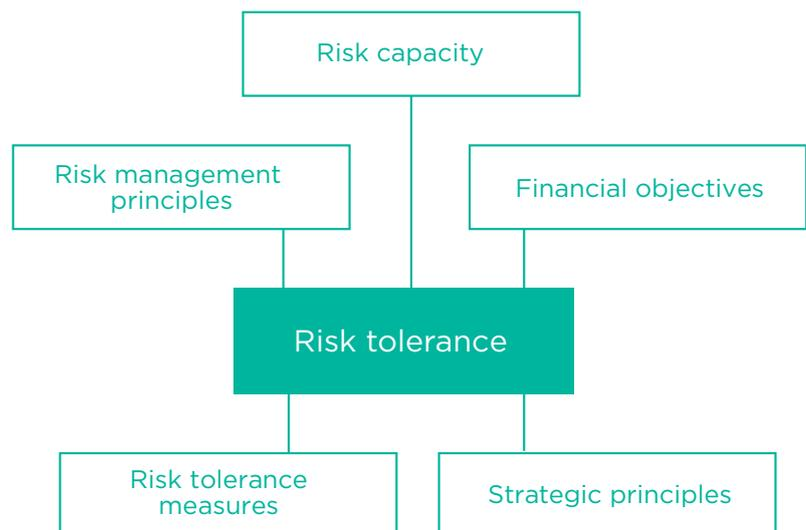 Risk capacity
Risk management
principles
Financial objectives
Risk tolerance
Risk tolerance
measures
Strategic principles